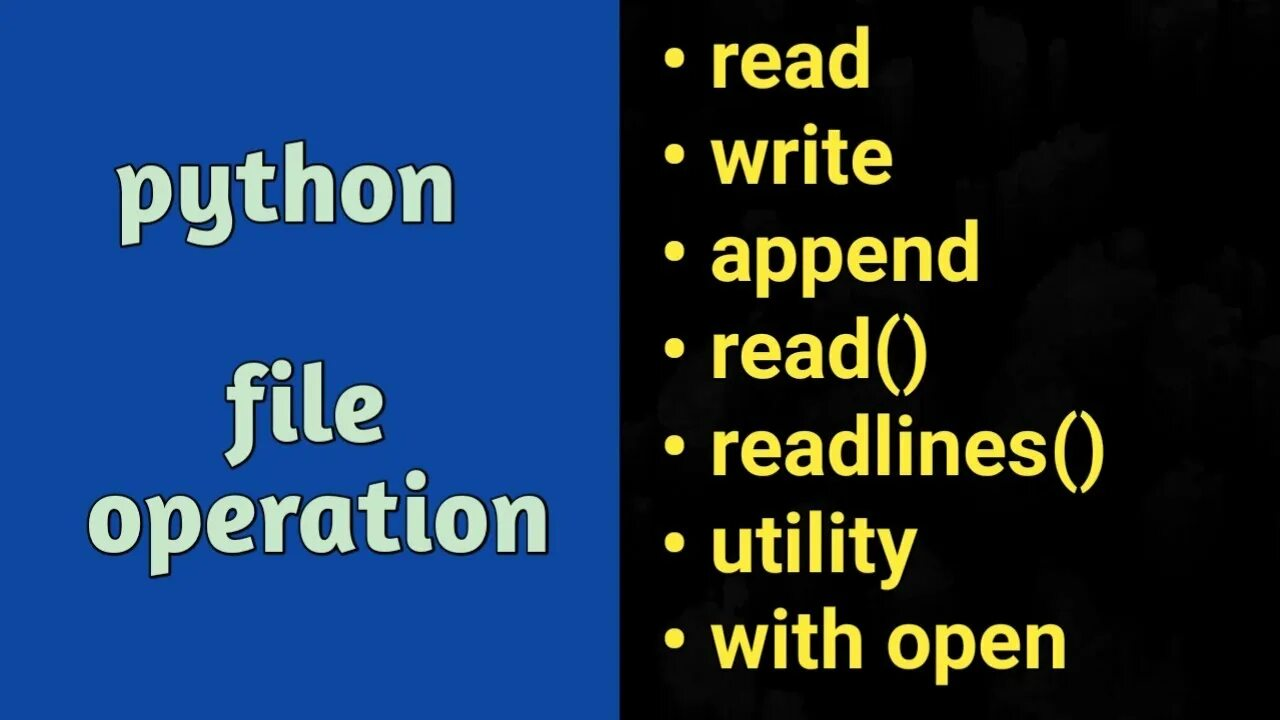 python
file
operation
• read
• write
• append
• read()
• readlines()
• utility
• with open